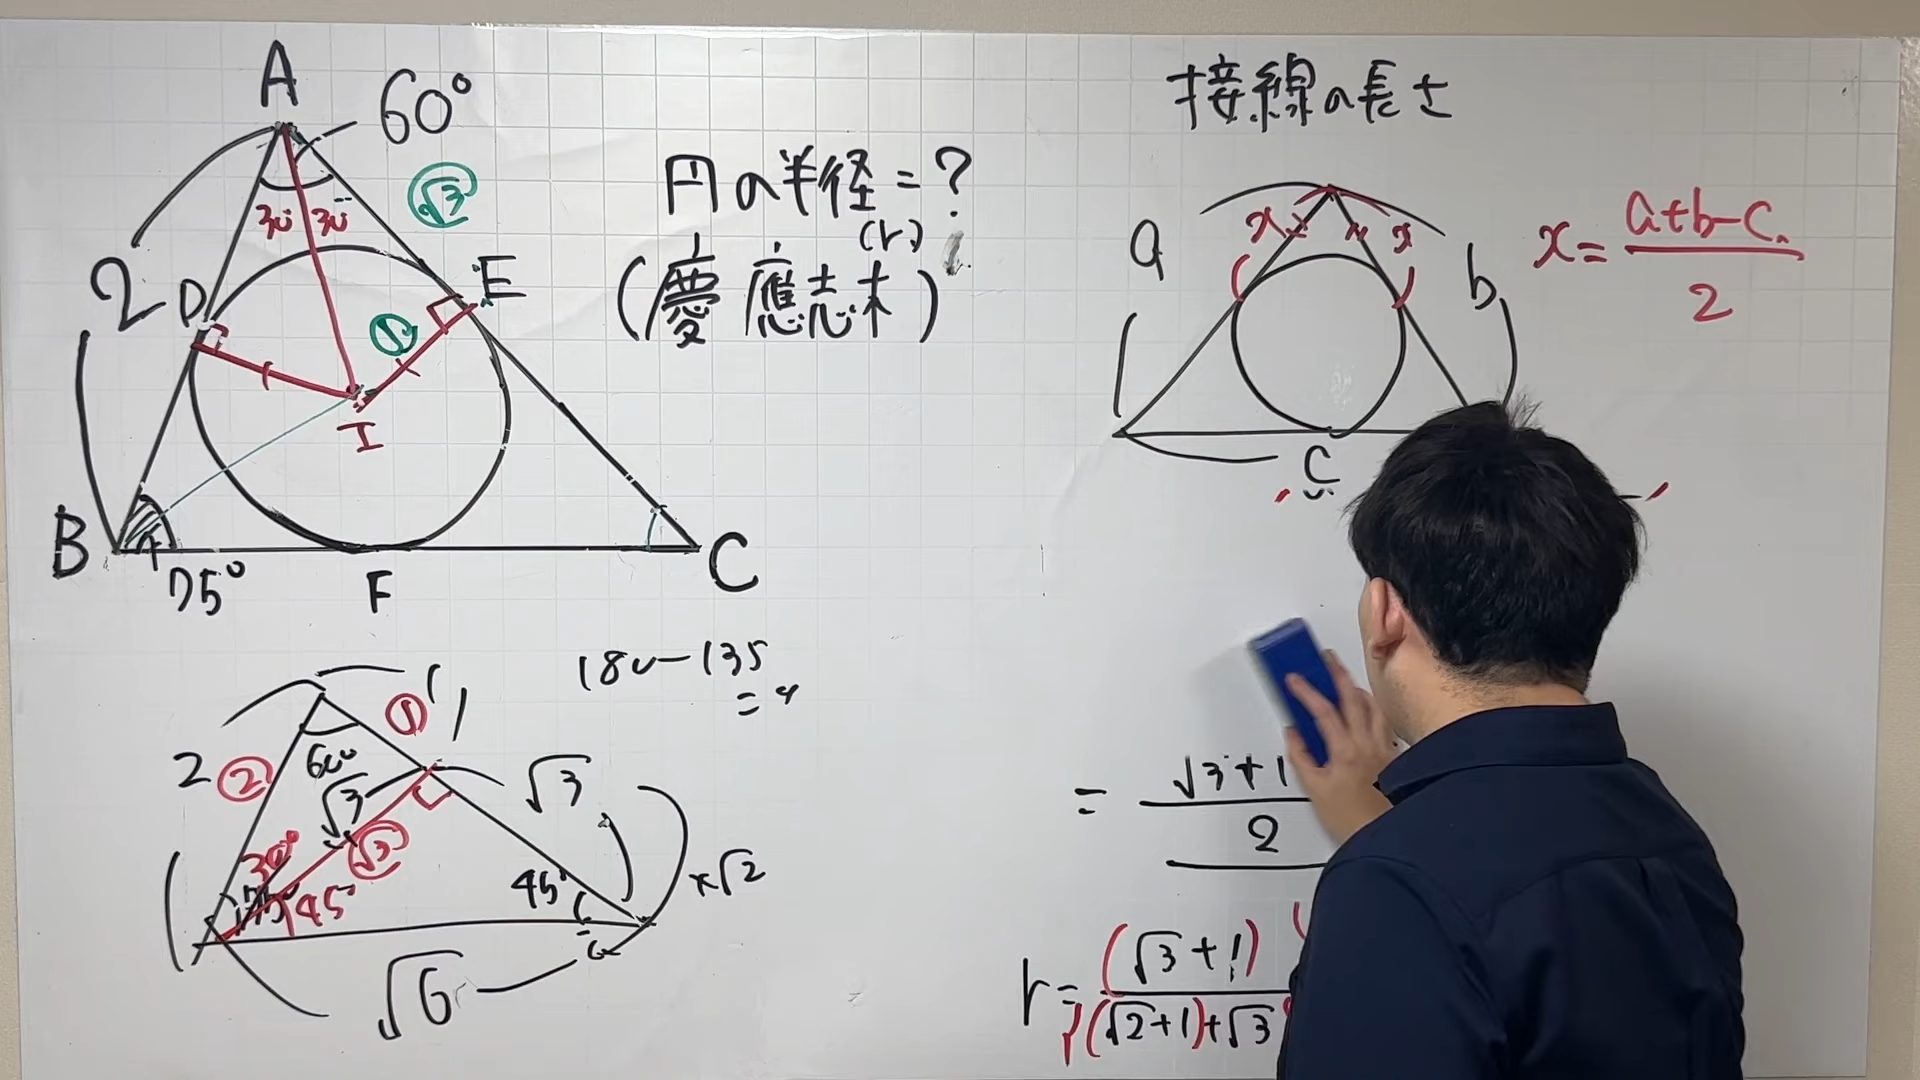 A
60°
√3
30° 30°
2
D
E
①
I
B
75°
F
C
円の半径=?
(r)
(慶應志木)
接線の長さ
a
x
x
b
c
x = a+b-c / 2
180-135
=4
2
②
①
1
60°
√3
√3
√3
30°
75°
45°
45°
×√2
√6
= √3+1 / 2
r = (√3+1) / (√2+1)+√3